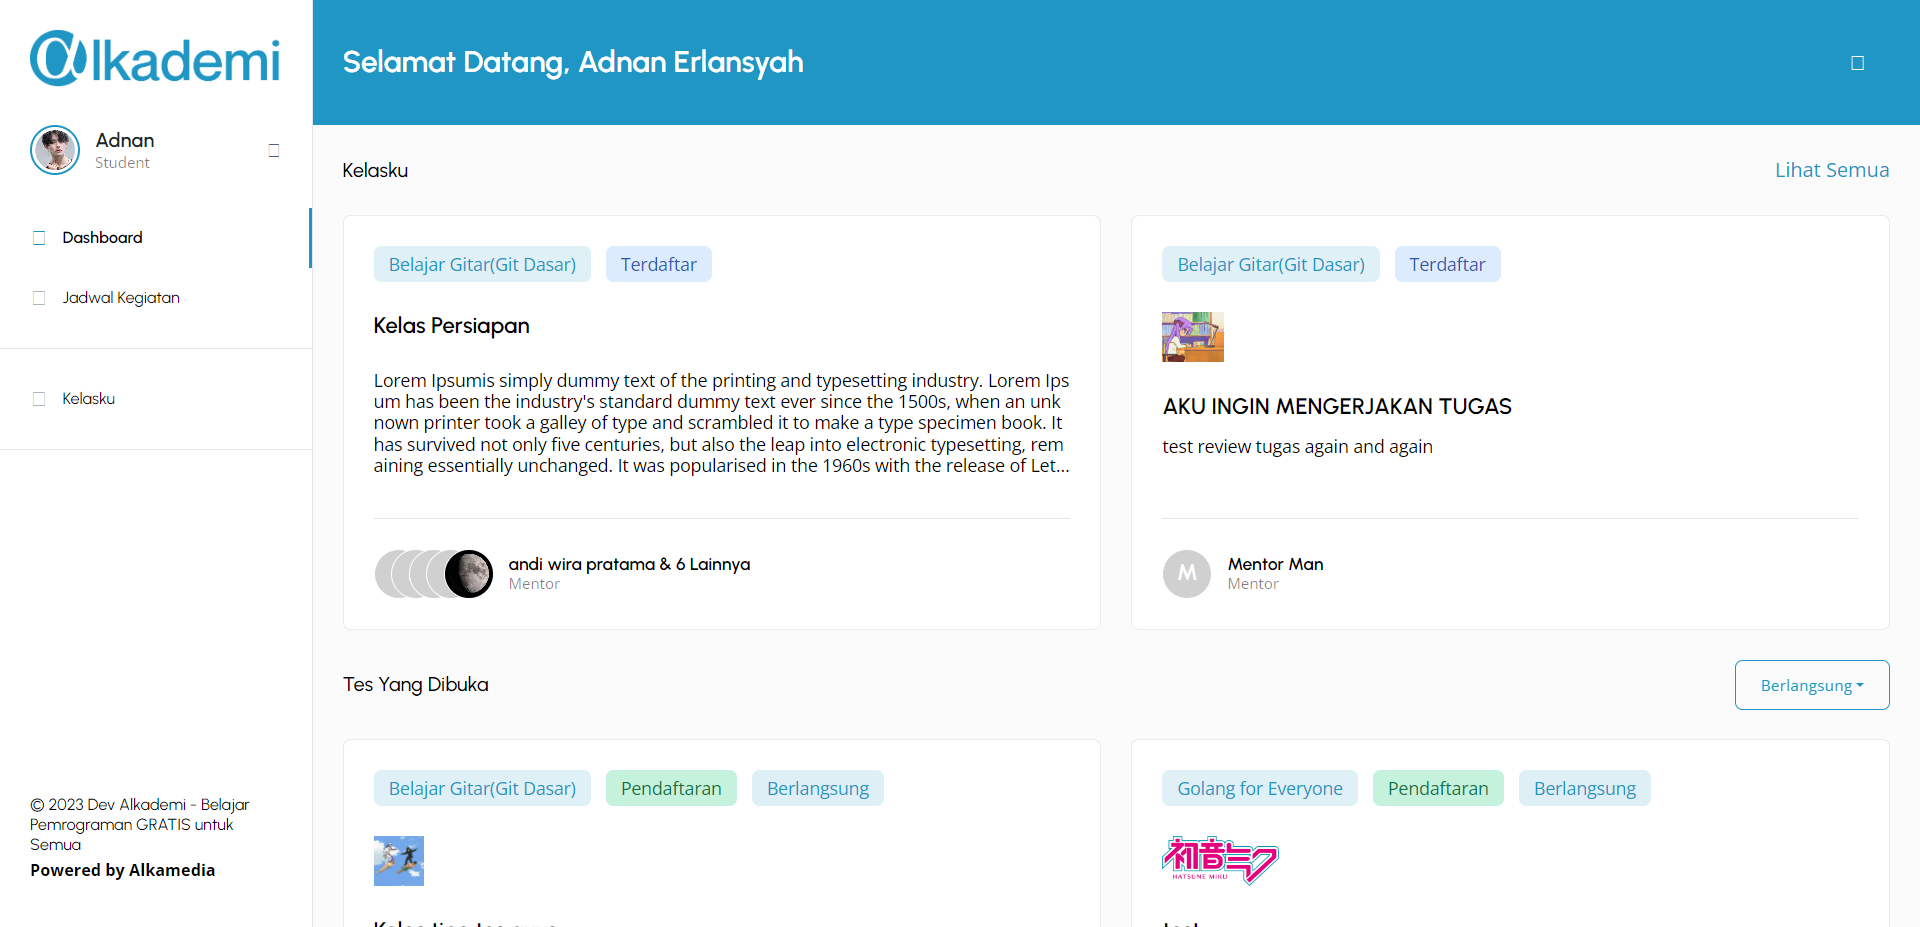 @lkademi
Adnan
Student
Dashboard
Jadwal Kegiatan
Kelasku
© 2023 Dev Alkademi - Belajar
Pemrograman GRATIS untuk
Semua
Powered by Alkamedia
Selamat Datang, Adnan Erlansyah
Kelasku
Lihat Semua
Belajar Gitar(Git Dasar)
Terdaftar
Kelas Persiapan
Lorem Ipsumis simply dummy text of the printing and typesetting industry. Lorem Ips
um has been the industry's standard dummy text ever since the 1500s, when an unk
nown printer took a galley of type and scrambled it to make a type specimen book. It
has survived not only five centuries, but also the leap into electronic typesetting, rem
aining essentially unchanged. It was popularised in the 1960s with the release of Let...
andi wira pratama & 6 Lainnya
Mentor
Belajar Gitar(Git Dasar)
Terdaftar
AKU INGIN MENGERJAKAN TUGAS
test review tugas again and again
M
Mentor Man
Mentor
Tes Yang Dibuka
Berlangsung
Belajar Gitar(Git Dasar)
Pendaftaran
Berlangsung
Golang for Everyone
Pendaftaran
Berlangsung
初音ミク
HATSUNE MIKU